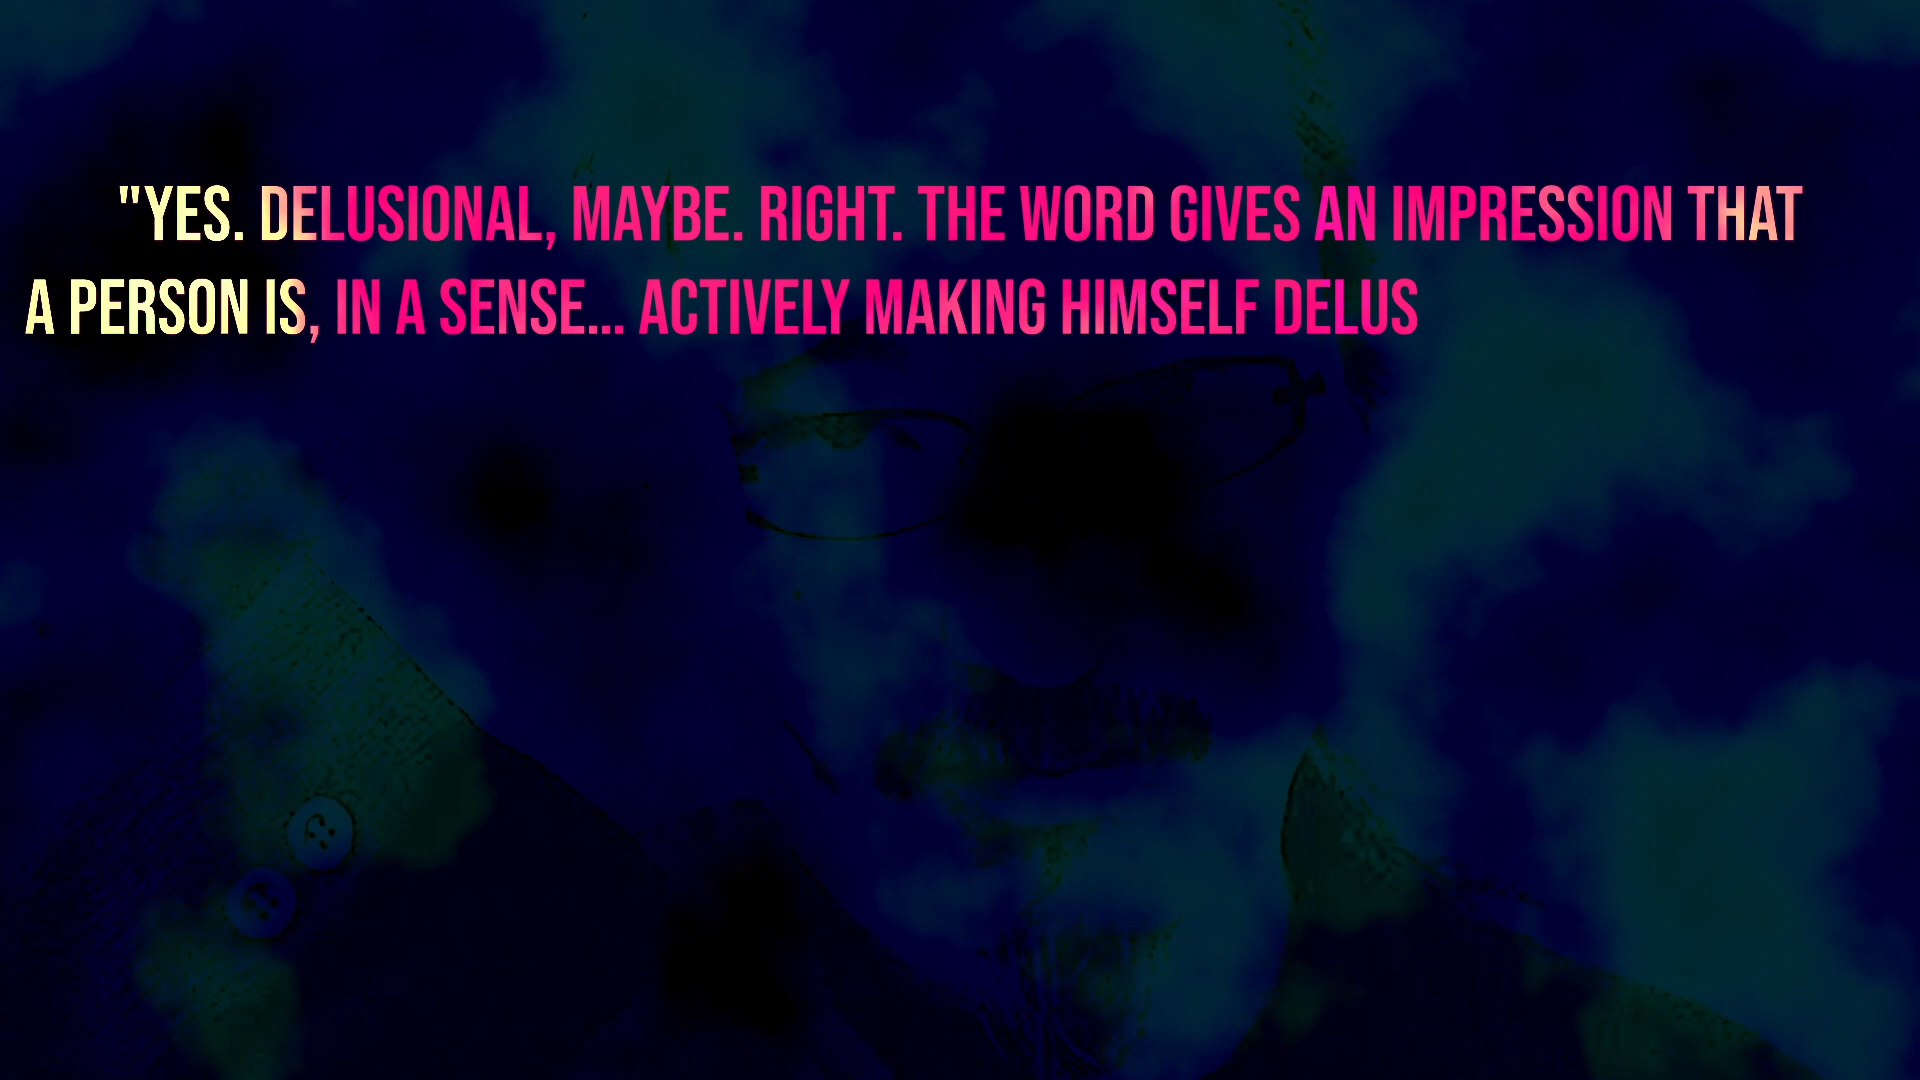 "YES. DELUSIONAL, MAYBE. RIGHT. THE WORD GIVES AN IMPRESSION THAT
A PERSON IS, IN A SENSE... ACTIVELY MAKING HIMSELF DELUS